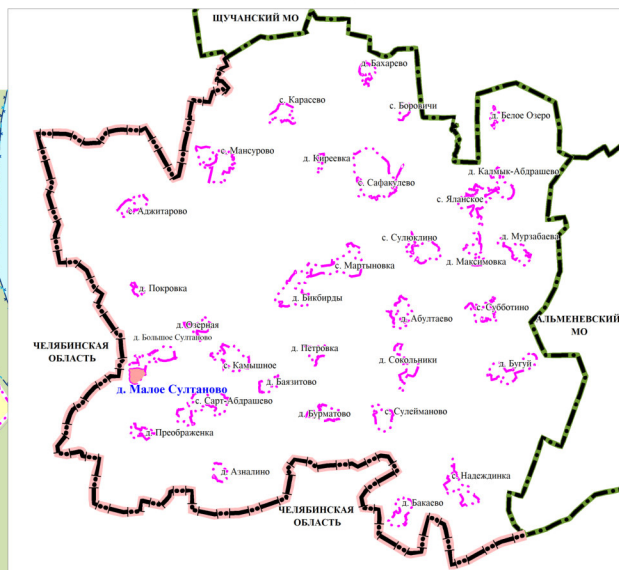 ЩУЧАНСКИЙ МО
д. Бахарево
с. Карасево
с. Боровичи
д. Белое Озеро
с. Мансурово
д. Киреевка
с. Сафакулево
д. Калмык-Абдрашево
с. Яланское
с. Аджитарово
с. Сулюклино
д. Мурзабаева
с. Мартыновка
д. Максимовка
д. Покровка
д. Бикбирды
с. Субботино
д. Абултаево
АЛЬМЕНЕВСКИЙ
МО
д. Озерная
д. Большое Султаново
ЧЕЛЯБИНСКАЯ
ОБЛАСТЬ
д. Петровка
с. Камышное
д. Сокольники
д. Бугуй
д. Баязитово
д. Малое Султаново
с. Сарт-Абдрашево
д. Бурматово
с. Сулейманово
д. Преображенка
д. Азналино
с. Надеждинка
д. Бакаево
ЧЕЛЯБИНСКАЯ
ОБЛАСТЬ